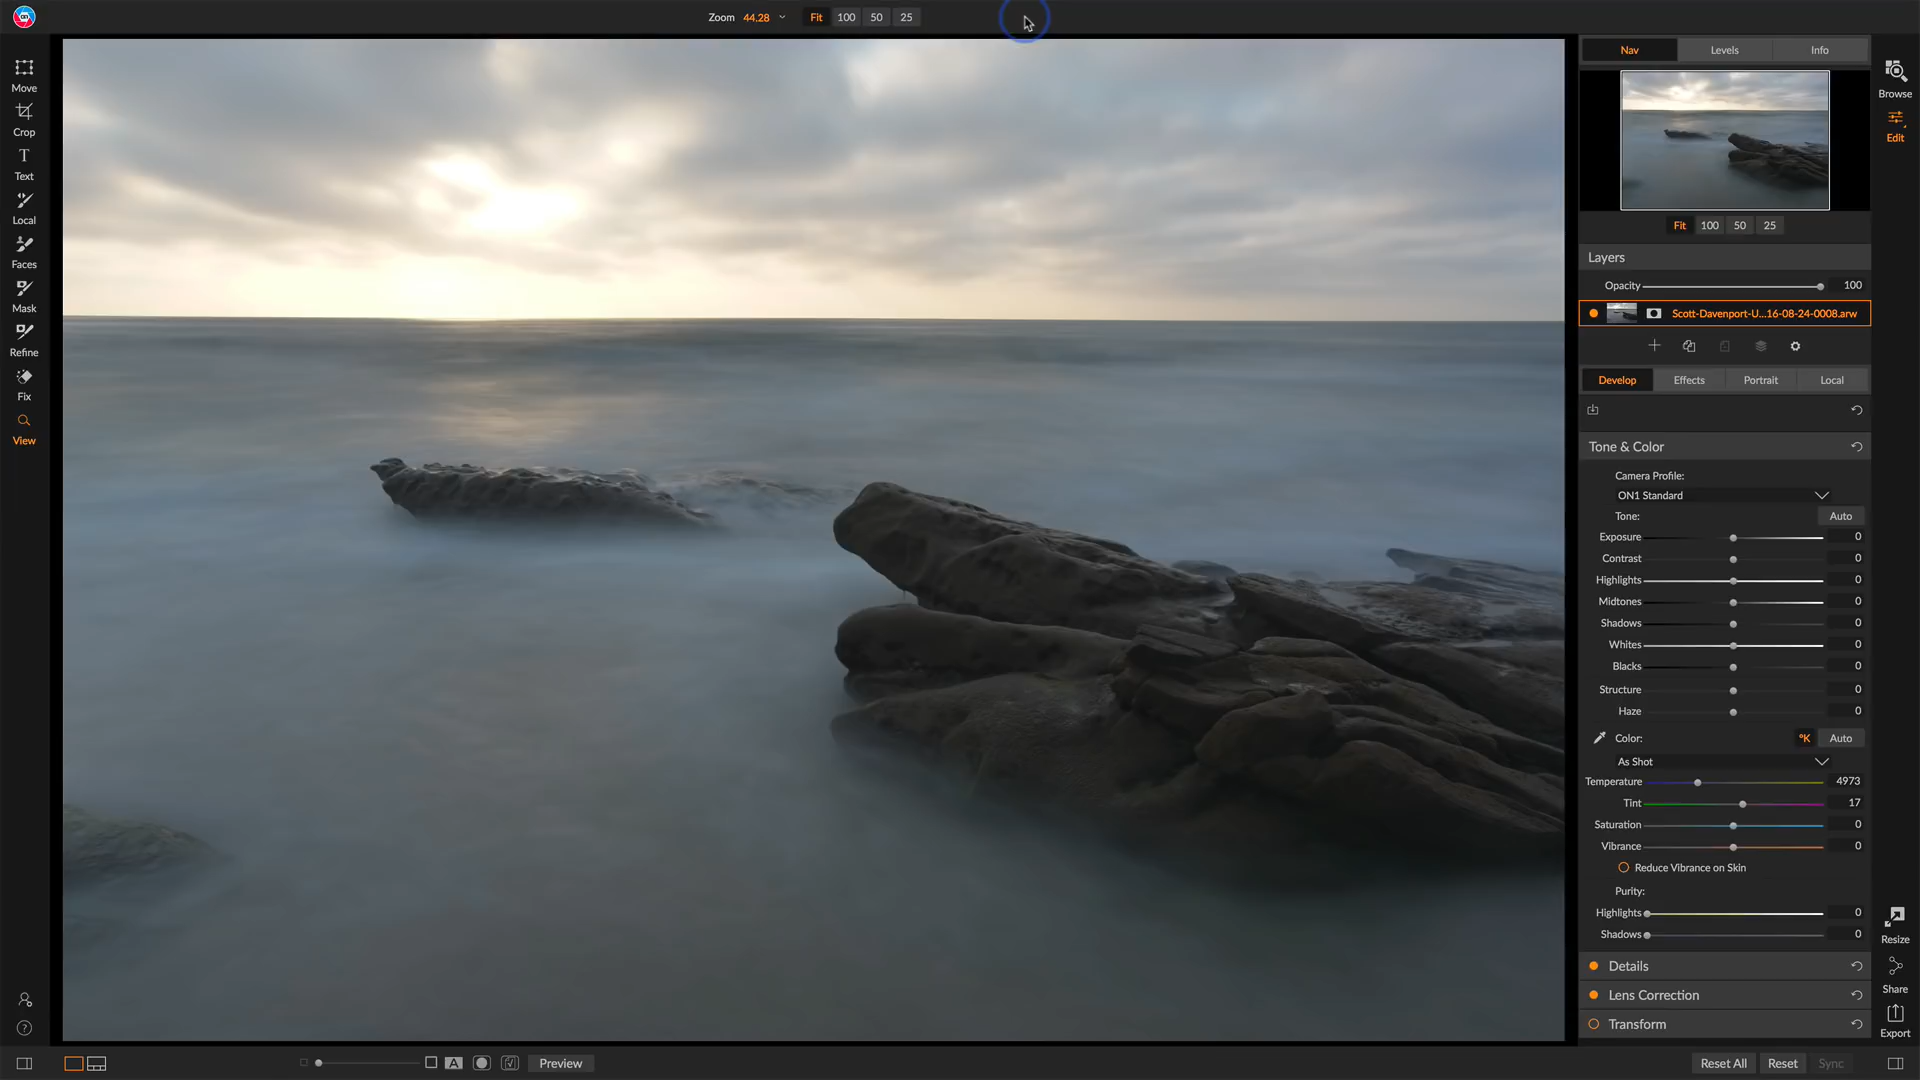 Zoom 44.28 Fit 100 50 25
Nav Levels Info
Move
Crop
Text
Local
Faces
Mask
Refine
Fix
View
Browse
Edit
Fit 100 50 25
Layers
Opacity 100
Scott-Davenport-U...16-08-24-0008.arw
Develop Effects Portrait Local
Tone & Color
Camera Profile:
ON1 Standard
Tone: Auto
Exposure 0
Contrast 0
Highlights 0
Midtones 0
Shadows 0
Whites 0
Blacks 0
Structure 0
Haze 0
Color: °K Auto
As Shot
Temperature 4973
Tint 17
Saturation 0
Vibrance 0
Reduce Vibrance on Skin
Purity:
Highlights 0
Shadows 0
Details
Lens Correction
Transform
Resize
Share
Export
?
A Preview
Reset All Reset Sync